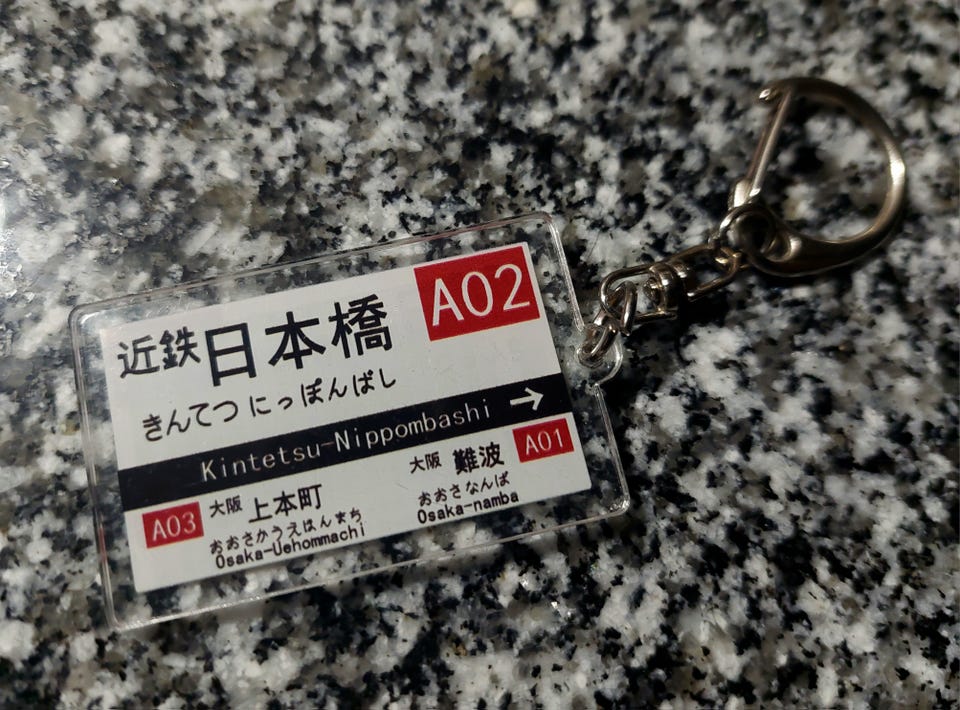 近鉄日本橋 A02
きんてつ にっぽんばし
Kintetsu-Nippombashi →
A03 大阪 上本町
おおさかうえほんまち
Osaka-Uehommachi
大阪 難波 A01
おおさなんば
Osaka-namba